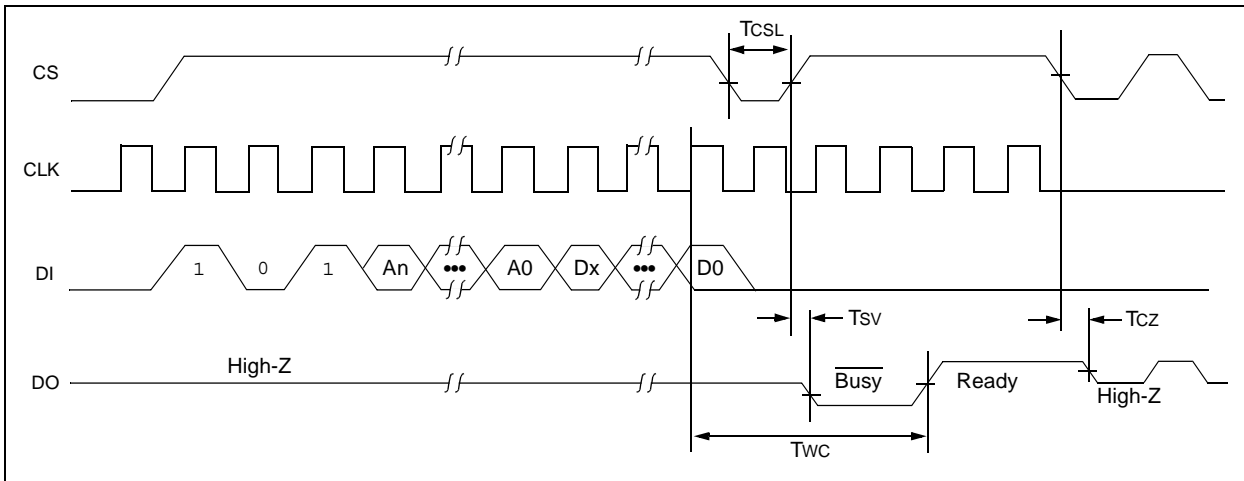 TCSL
CS
CLK
DI
1 0 1 An ••• A0 Dx ••• D0
TSV
TCZ
DO
High-Z
Busy
Ready
High-Z
TWC